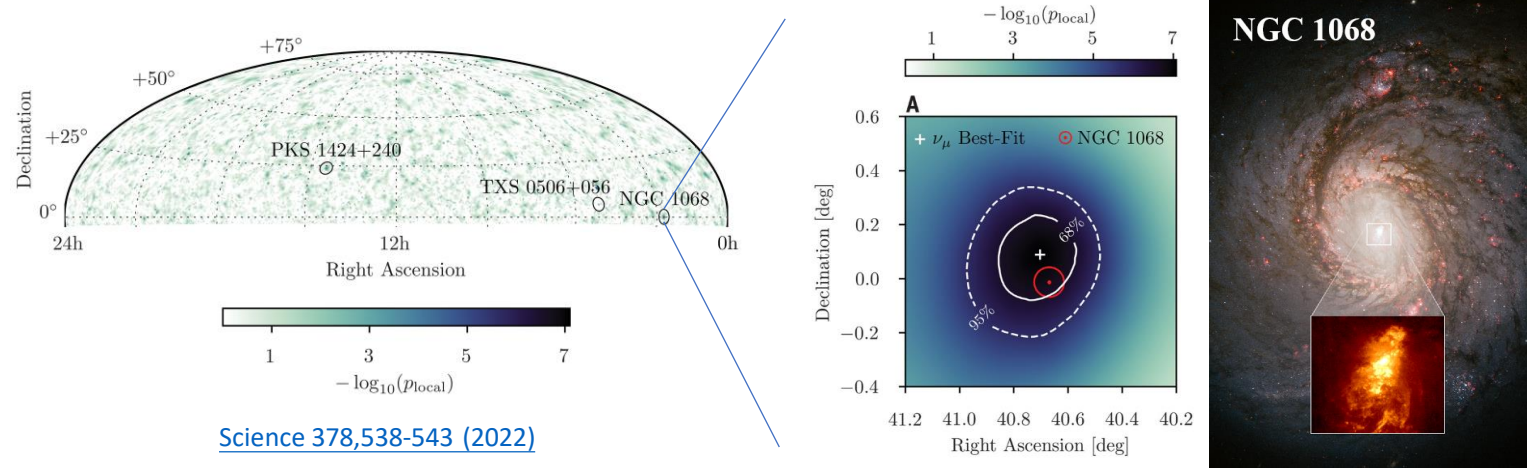 +75°
+50°
+25°
0°
Declination
PKS 1424+240
TXS 0506+056
NGC 1068
24h
12h
0h
Right Ascension
1
3
5
7
−log₁₀(p_local)
Science 378,538-543 (2022)
−log₁₀(p_local)
1
3
5
7
A
ν_μ Best-Fit
NGC 1068
68%
95%
0.6
0.4
0.2
0.0
−0.2
−0.4
Declination [deg]
41.2
41.0
40.8
40.6
40.4
40.2
Right Ascension [deg]
NGC 1068